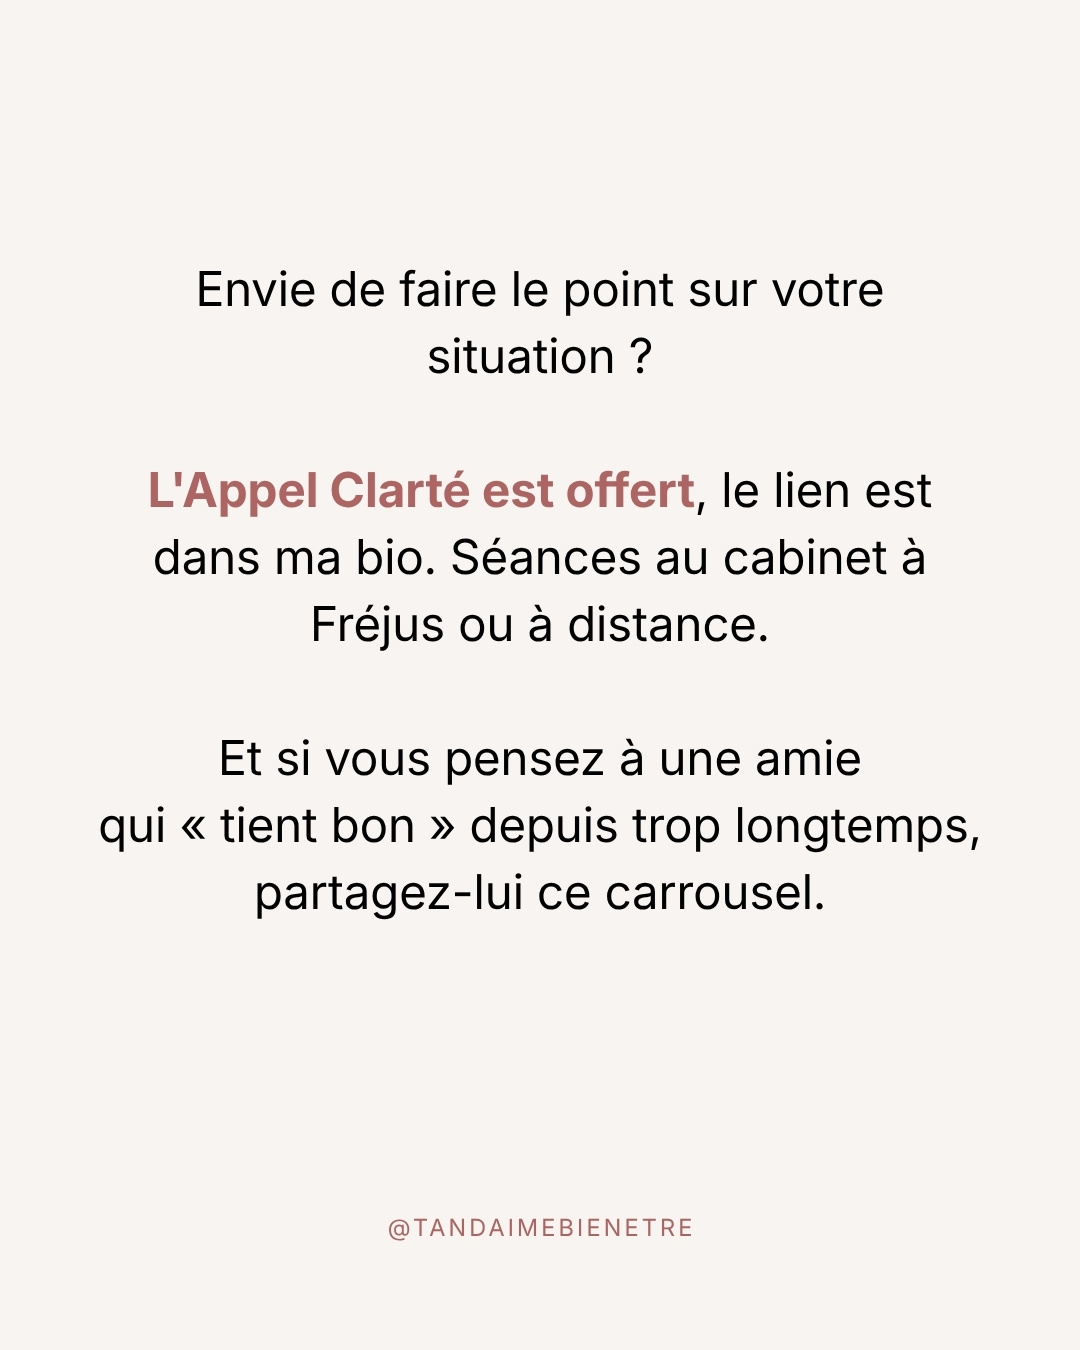 Envie de faire le point sur votre
situation ?
L'Appel Clarté est offert, le lien est
dans ma bio. Séances au cabinet à
Fréjus ou à distance.
Et si vous pensez à une amie
qui « tient bon » depuis trop longtemps,
partagez-lui ce carrousel.
@TANDAIMEBIENETRE